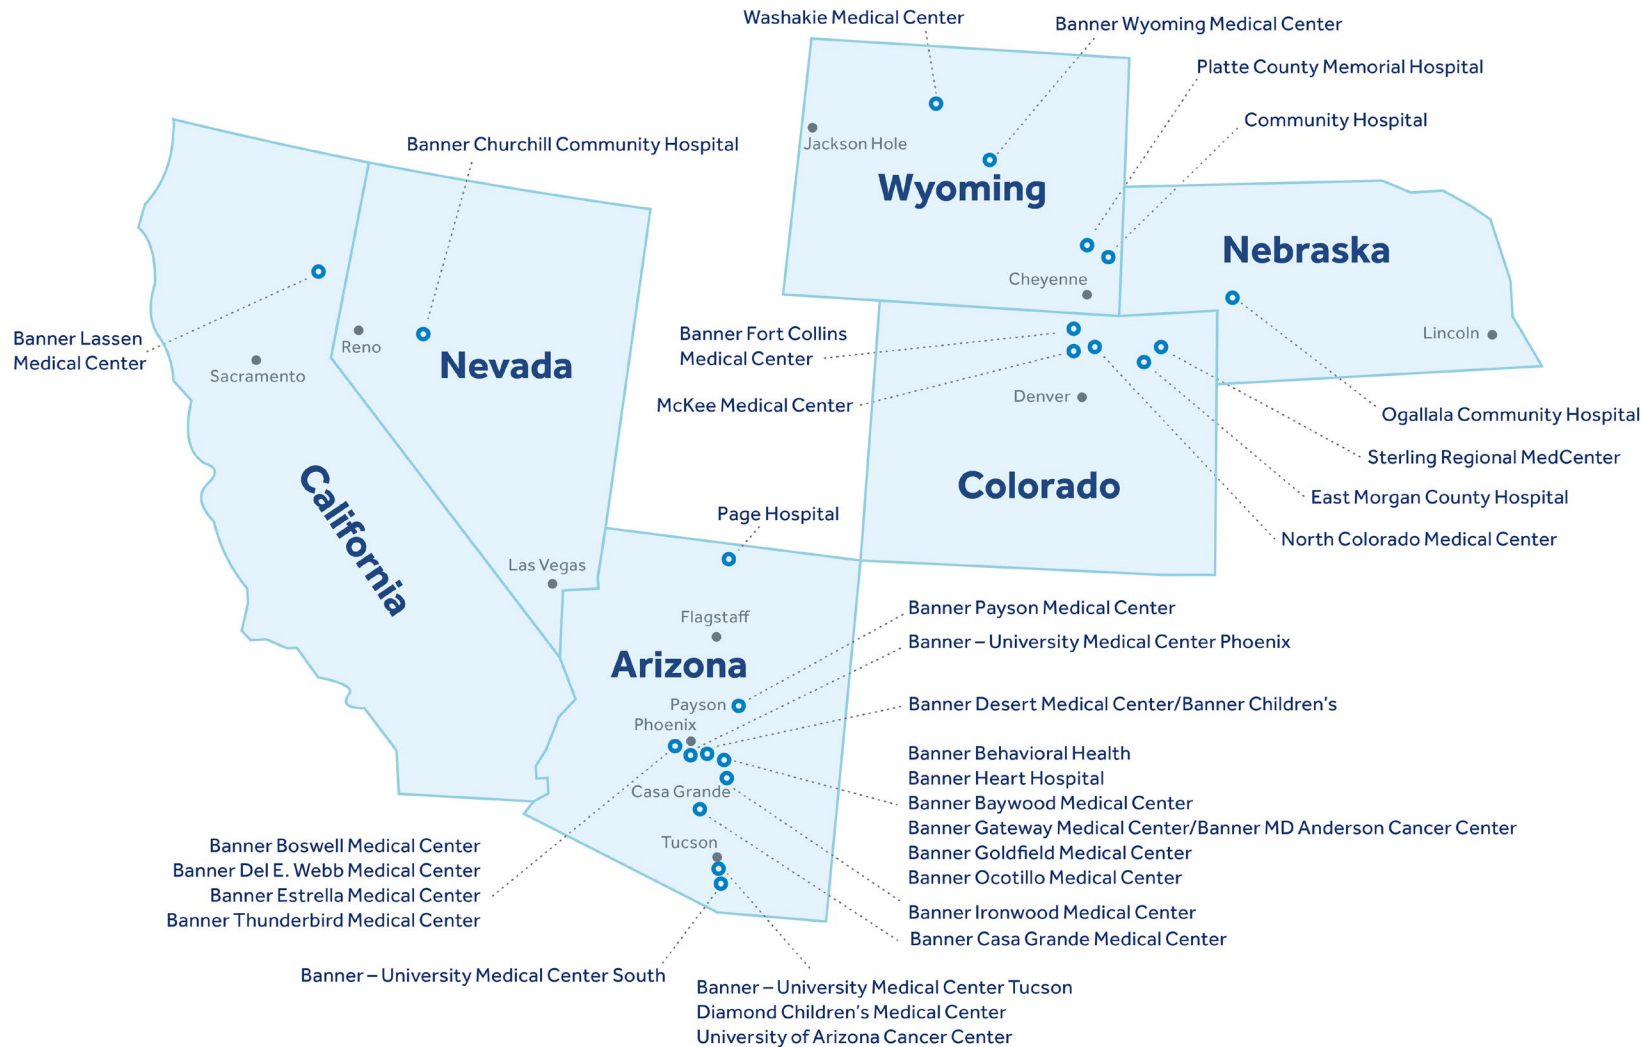 Washakie Medical Center
Banner Wyoming Medical Center
Platte County Memorial Hospital
Community Hospital
Banner Churchill Community Hospital
Jackson Hole
Wyoming
Nebraska
Cheyenne
Banner Lassen
Medical Center
Reno
Sacramento
Nevada
California
Las Vegas
Banner Fort Collins
Medical Center
McKee Medical Center
Denver
Colorado
Lincoln
Ogallala Community Hospital
Sterling Regional MedCenter
East Morgan County Hospital
North Colorado Medical Center
Page Hospital
Flagstaff
Arizona
Payson
Phoenix
Casa Grande
Tucson
Banner Payson Medical Center
Banner – University Medical Center Phoenix
Banner Desert Medical Center/Banner Children's
Banner Behavioral Health
Banner Heart Hospital
Banner Baywood Medical Center
Banner Gateway Medical Center/Banner MD Anderson Cancer Center
Banner Goldfield Medical Center
Banner Ocotillo Medical Center
Banner Ironwood Medical Center
Banner Casa Grande Medical Center
Banner Boswell Medical Center
Banner Del E. Webb Medical Center
Banner Estrella Medical Center
Banner Thunderbird Medical Center
Banner – University Medical Center South
Banner – University Medical Center Tucson
Diamond Children's Medical Center
University of Arizona Cancer Center